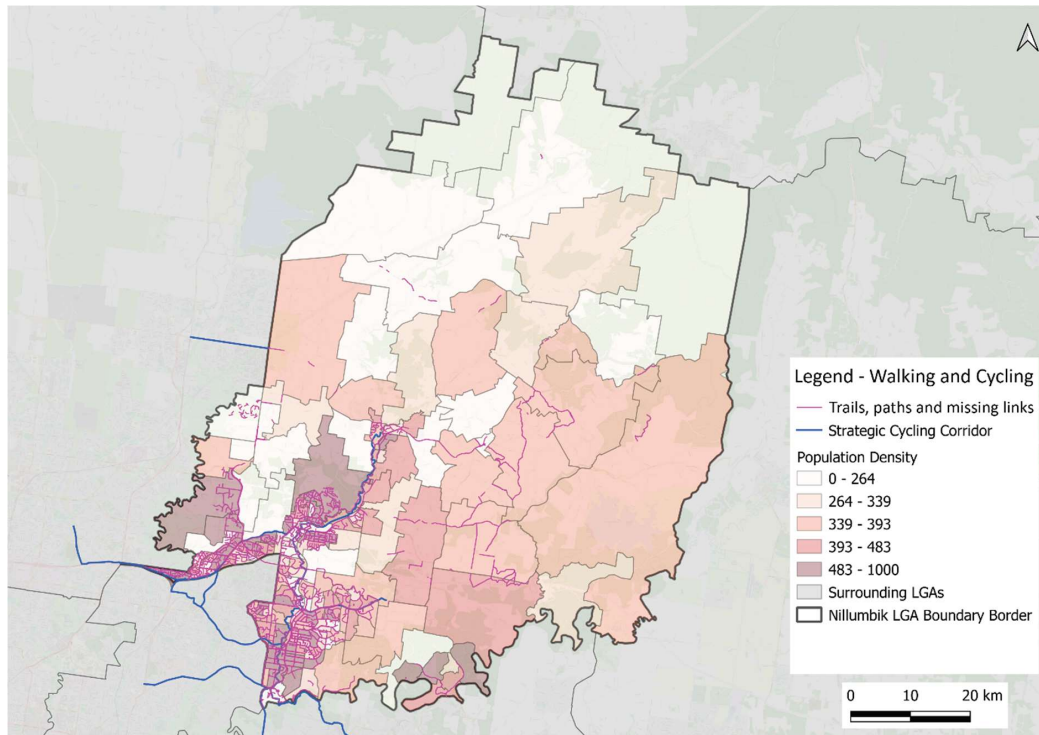 Legend - Walking and Cycling
Trails, paths and missing links
Strategic Cycling Corridor
Population Density
0 - 264
264 - 339
339 - 393
393 - 483
483 - 1000
Surrounding LGAs
Nillumbik LGA Boundary Border
0 10 20 km